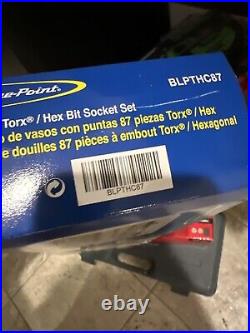 e-Point®
BLPTHC87
Torx® / Hex Bit Socket Set
o de vasos con puntas 87 piezas Torx® / Hex
e douilles 87 pièces à embout Torx® / Hexagonal
BLPTHC87